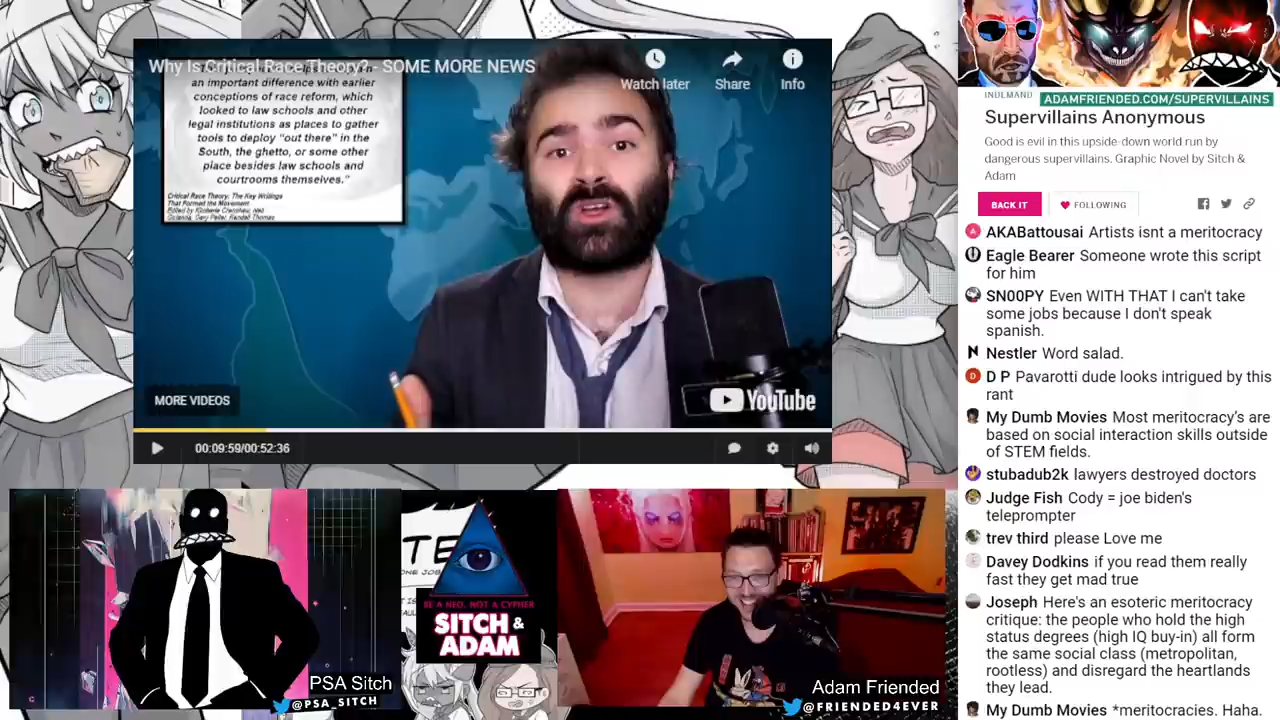 Why Is Critical Race Theory? - SOME MORE NEWS
Watch later
Share
Info
an important difference with earlier
conceptions of race reform, which
looked to law schools and other
legal institutions as places to gather
tools to deploy "out there" in the
South, the ghetto, or some other
place besides law schools and
courtrooms themselves."
Critical Race Theory: The Key Writings
That Formed the Movement
MORE VIDEOS
YouTube
00:09:59/00:52:36
PSA Sitch
@PSA_SITCH
BE A NEO, NOT A CYPHER
SITCH &
ADAM
Adam Friended
@FRIENDED4EVER
INDEMAND
ADAMFRIENDED.COM/SUPERVILLAINS
Supervillains Anonymous
Good is evil in this upside-down world run by
dangerous supervillains. Graphic Novel by Sitch &
Adam
BACK IT
FOLLOWING
AKABattousai Artists isnt a meritocracy
Eagle Bearer Someone wrote this script
for him
SN00PY Even WITH THAT I can't take
some jobs because I don't speak
spanish.
Nestler Word salad.
D P Pavarotti dude looks intrigued by this
rant
My Dumb Movies Most meritocracy's are
based on social interaction skills outside
of STEM fields.
stubadub2k lawyers destroyed doctors
Judge Fish Cody = joe biden's
teleprompter
trev third please Love me
Davey Dodkins if you read them really
fast they get mad true
Joseph Here's an esoteric meritocracy
critique: the people who hold the high
status degrees (high IQ buy-in) all form
the same social class (metropolitan,
rootless) and disregard the heartlands
they lead.
My Dumb Movies *meritocracies. Haha.